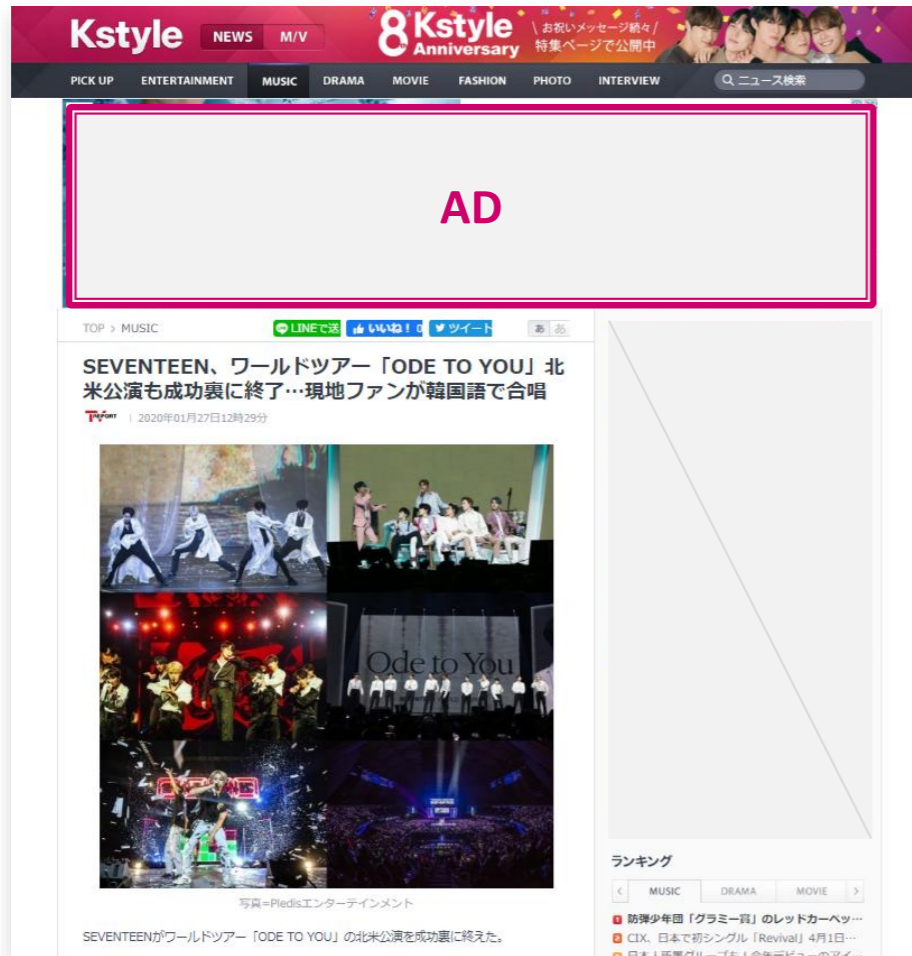 Kstyle
NEWS
M/V
8th Kstyle
Anniversary
\ お祝いメッセージ続々 /
特集ページで公開中
PICK UP
ENTERTAINMENT
MUSIC
DRAMA
MOVIE
FASHION
PHOTO
INTERVIEW
ニュース検索
AD
TOP > MUSIC
LINEで送
いいね！ 0
ツイート
あ あ
SEVENTEEN、ワールドツアー「ODE TO YOU」北
米公演も成功裏に終了…現地ファンが韓国語で合唱
TVREPORT | 2020年01月27日12時29分
Ode to You
写真=Pledisエンターテインメント
SEVENTEENがワールドツアー「ODE TO YOU」の北米公演を成功裏に終えた。
ランキング
< MUSIC DRAMA MOVIE >
1 防弾少年団「グラミー賞」のレッドカーペッ…
2 CIX、日本で初シングル「Revival」4月1日…